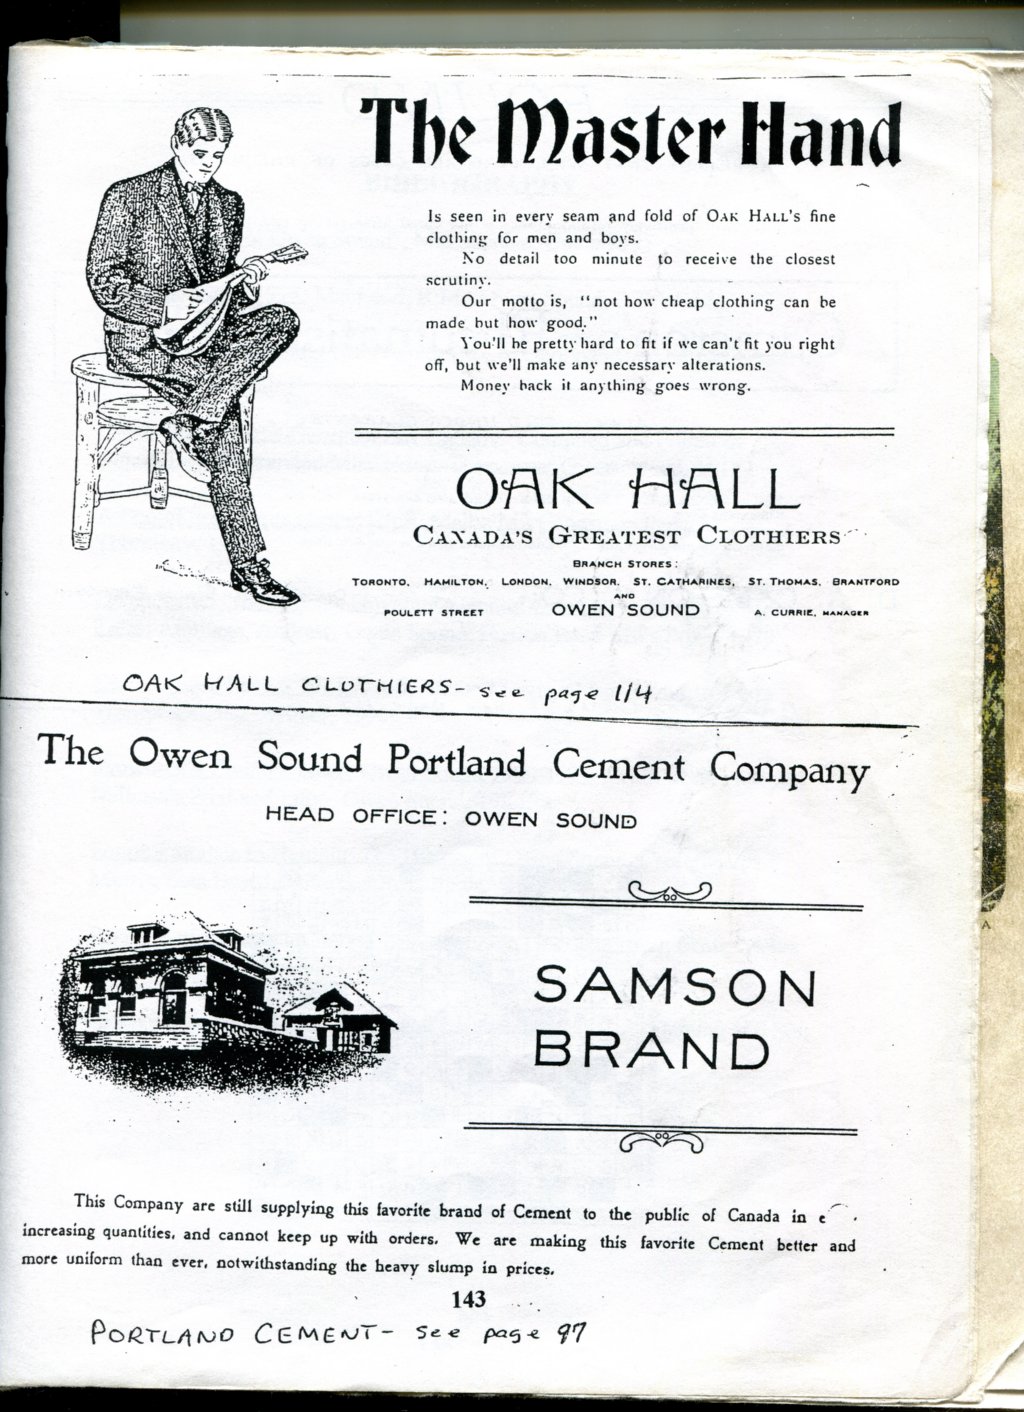 The Master Hand
Is seen in every seam and fold of OAK HALL'S fine
clothing for men and boys.
No detail too minute to receive the closest
scrutiny.
Our motto is, "not how cheap clothing can be
made but how good."
You'll be pretty hard to fit if we can't fit you right
off, but we'll make any necessary alterations.
Money back if anything goes wrong.
OAK HALL
CANADA'S GREATEST CLOTHIERS
BRANCH STORES:
TORONTO, HAMILTON, LONDON, WINDSOR, ST. CATHARINES, ST. THOMAS, BRANTFORD
AND
POULETT STREET OWEN SOUND A. CURRIE, MANAGER
OAK HALL CLOTHIERS- see page 114
The Owen Sound Portland Cement Company
HEAD OFFICE: OWEN SOUND
SAMSON
BRAND
This Company are still supplying this favorite brand of Cement to the public of Canada in
increasing quantities, and cannot keep up with orders. We are making this favorite Cement better and
more uniform than ever, notwithstanding the heavy slump in prices.
143
PORTLAND CEMENT- see page 97
A